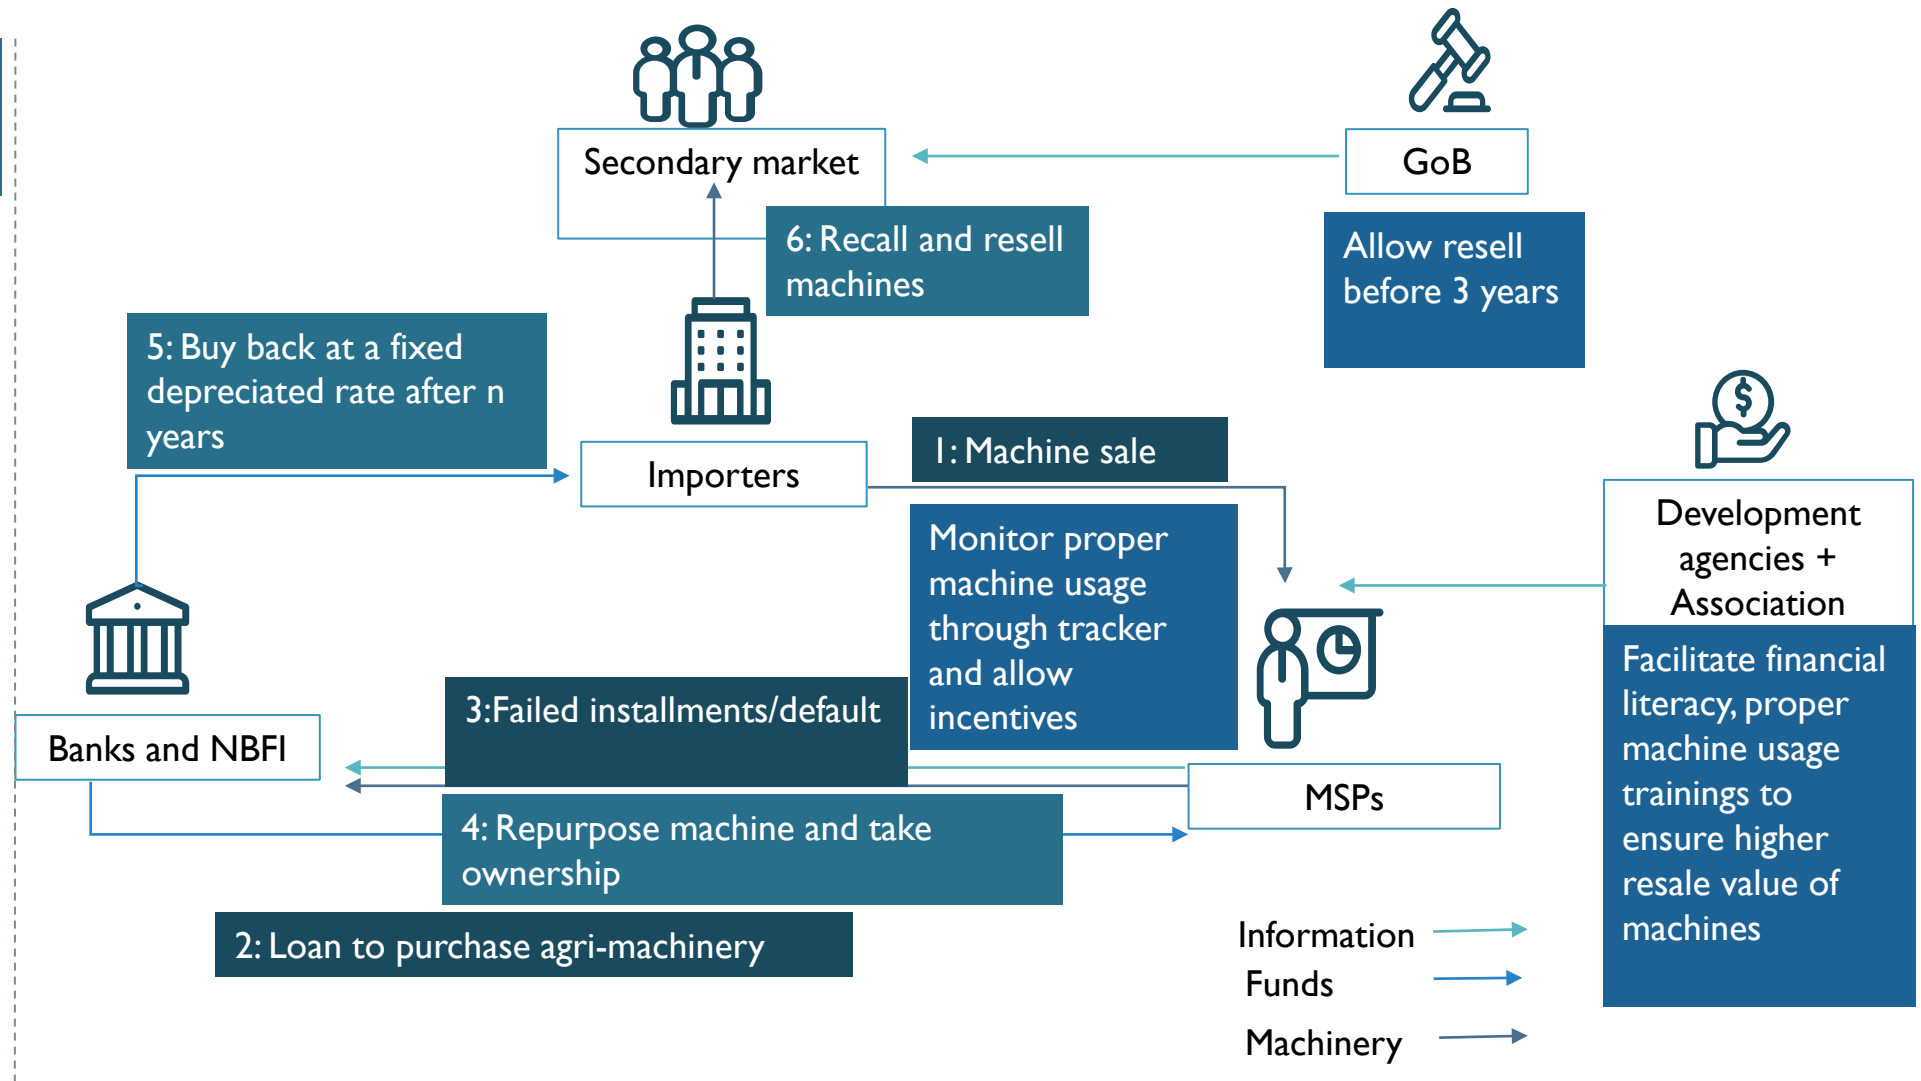 Secondary market
GoB
6: Recall and resell
machines
Allow resell
before 3 years
5: Buy back at a fixed
depreciated rate after n
years
Importers
1: Machine sale
Monitor proper
machine usage
through tracker
and allow
incentives
Development
agencies +
Association
Facilitate financial
literacy, proper
machine usage
trainings to
ensure higher
resale value of
machines
3:Failed installments/default
Banks and NBFI
MSPs
4: Repurpose machine and take
ownership
2: Loan to purchase agri-machinery
Information
Funds
Machinery
$